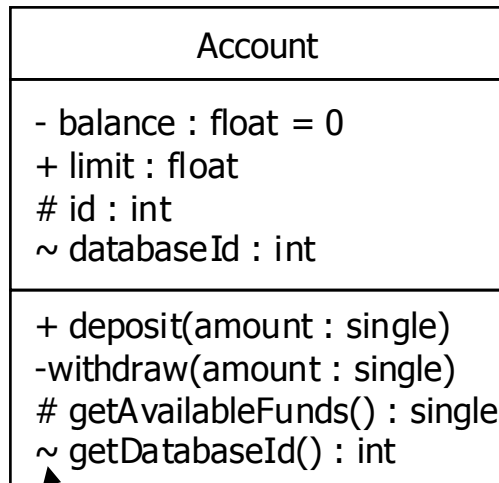 Account
- balance : float = 0
+ limit : float
# id : int
~ databaseId : int
+ deposit(amount : single)
-withdraw(amount : single)
# getAvailableFunds() : single
~ getDatabaseId() : int